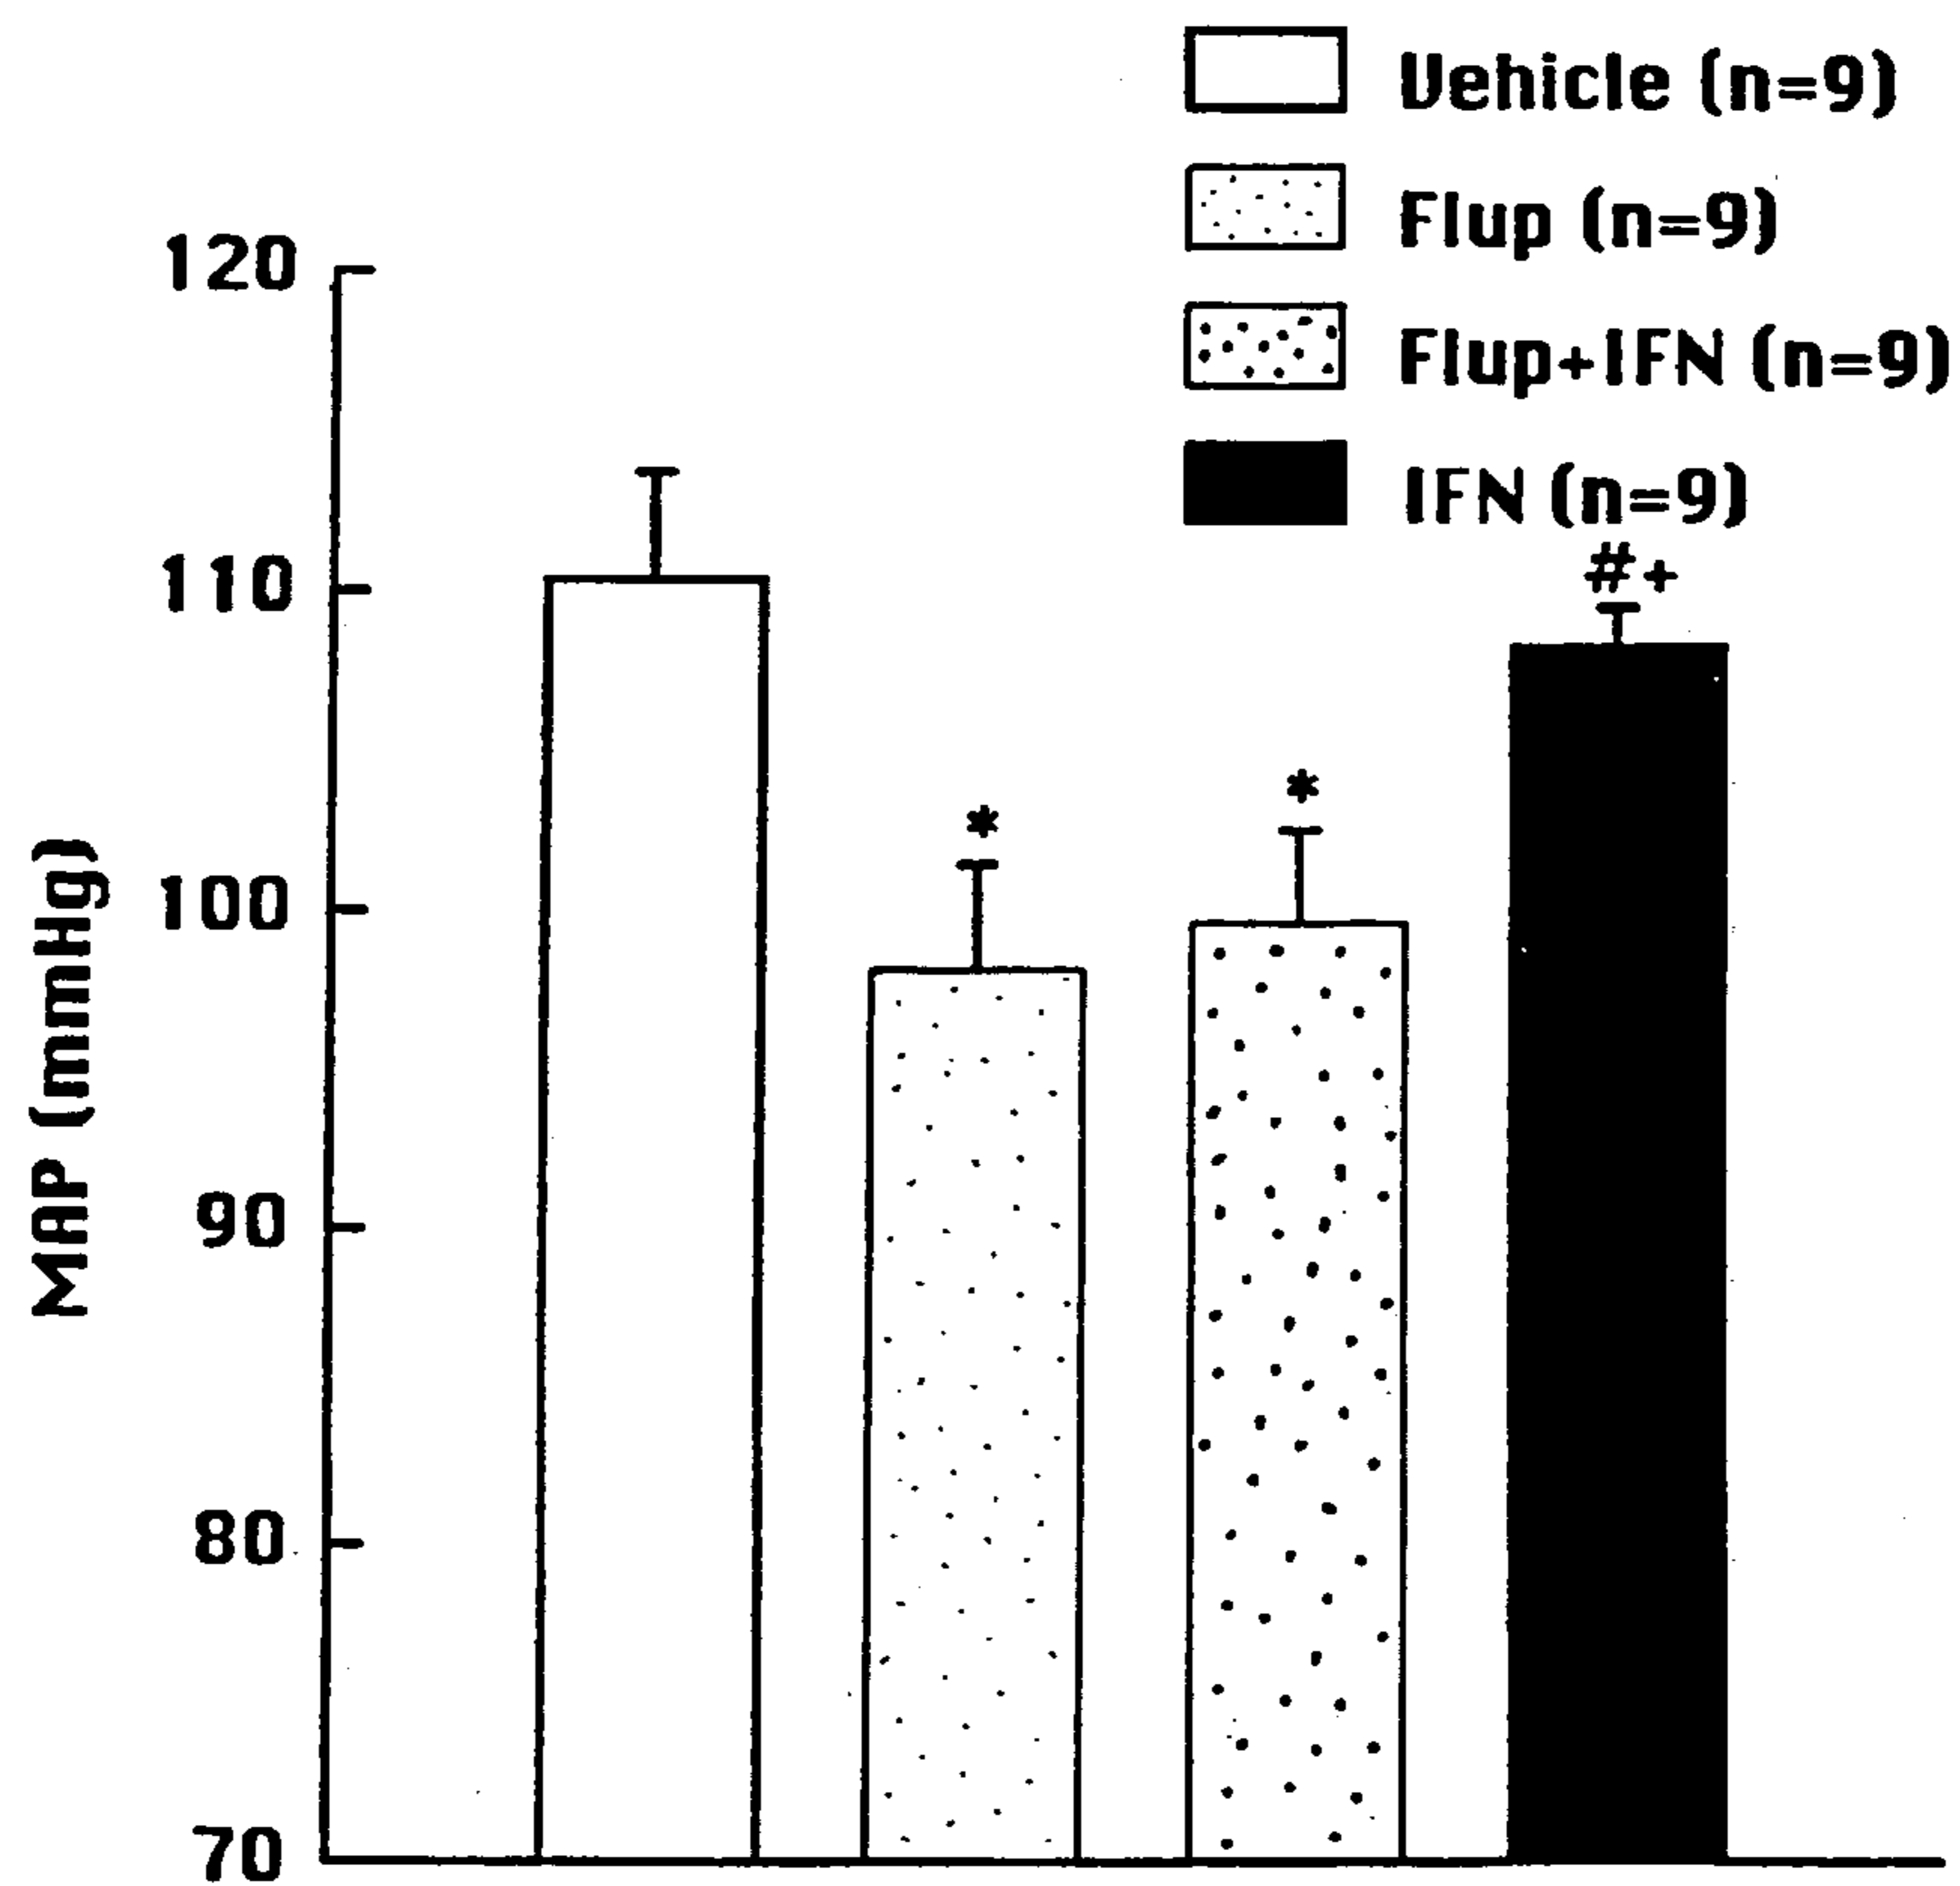 Vehicle (n=9)
Flup (n=9)
Flup+IFN (n=9)
IFN (n=9)
#+
*
*
120
110
100
90
80
70
MAP (mmHg)